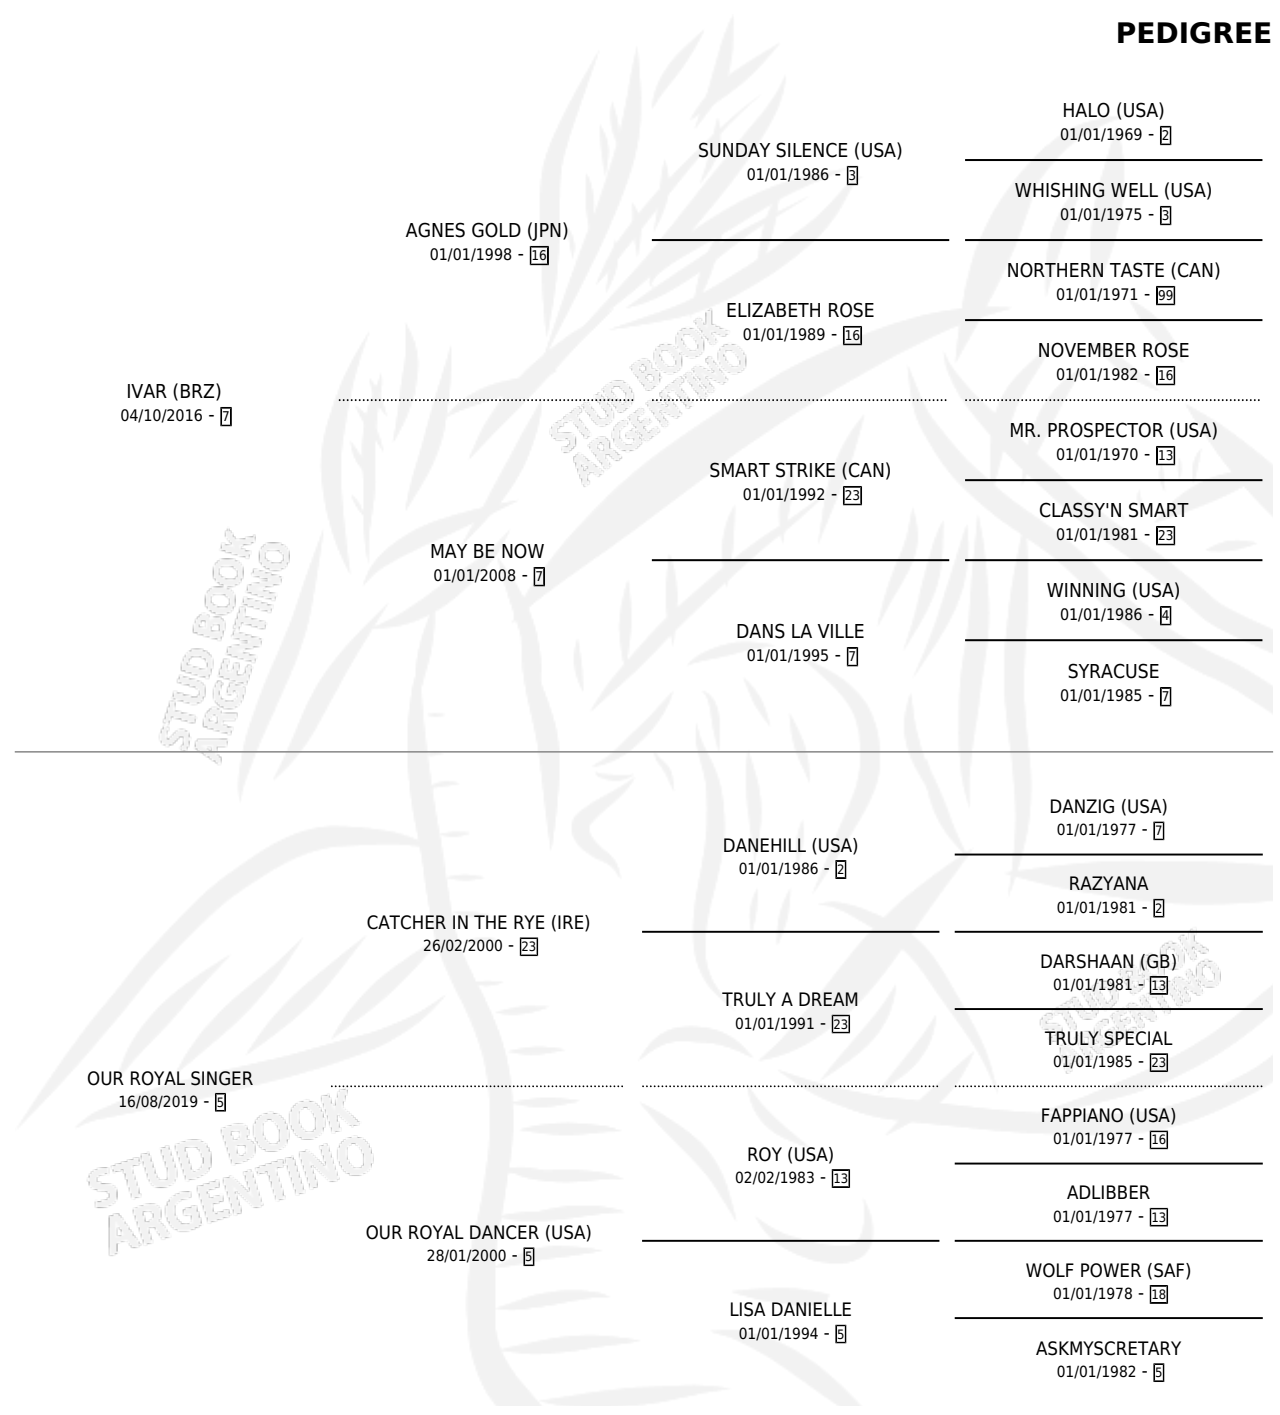 PEDIGREE
HALO (USA)
01/01/1969 - 2
SUNDAY SILENCE (USA)
01/01/1986 - 3
WHISHING WELL (USA)
01/01/1975 - 3
AGNES GOLD (JPN)
01/01/1998 - 16
NORTHERN TASTE (CAN)
01/01/1971 - 99
ELIZABETH ROSE
01/01/1989 - 16
NOVEMBER ROSE
01/01/1982 - 16
IVAR (BRZ)
04/10/2016 - 7
MR. PROSPECTOR (USA)
01/01/1970 - 13
SMART STRIKE (CAN)
01/01/1992 - 23
CLASSY'N SMART
01/01/1981 - 23
MAY BE NOW
01/01/2008 - 7
WINNING (USA)
01/01/1986 - 4
DANS LA VILLE
01/01/1995 - 7
SYRACUSE
01/01/1985 - 7
DANZIG (USA)
01/01/1977 - 7
DANEHILL (USA)
01/01/1986 - 2
RAZYANA
01/01/1981 - 2
CATCHER IN THE RYE (IRE)
26/02/2000 - 23
DARSHAAN (GB)
01/01/1981 - 13
TRULY A DREAM
01/01/1991 - 23
TRULY SPECIAL
01/01/1985 - 23
OUR ROYAL SINGER
16/08/2019 - 5
FAPPIANO (USA)
01/01/1977 - 16
ROY (USA)
02/02/1983 - 13
ADLIBBER
01/01/1977 - 13
OUR ROYAL DANCER (USA)
28/01/2000 - 5
WOLF POWER (SAF)
01/01/1978 - 18
LISA DANIELLE
01/01/1994 - 5
ASKMYSCRETARY
01/01/1982 - 5
STUD BOOK
ARGENTINO
STUD BOOK
ARGENTINO
STUD BOOK
ARGENTINO
STUD BOOK
ARGENTINO